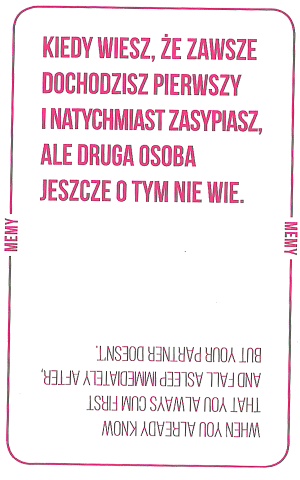 KIEDY WIESZ, ŻE ZAWSZE
DOCHODZISZ PIERWSZY
I NATYCHMIAST ZASYPIASZ,
ALE DRUGA OSOBA
JESZCZE O TYM NIE WIE.
MEMY
MEMY
WHEN YOU ALREADY KNOW
THAT YOU ALWAYS CUM FIRST
AND FALL ASLEEP IMMEDIATELY AFTER,
BUT YOUR PARTNER DOESN'T.